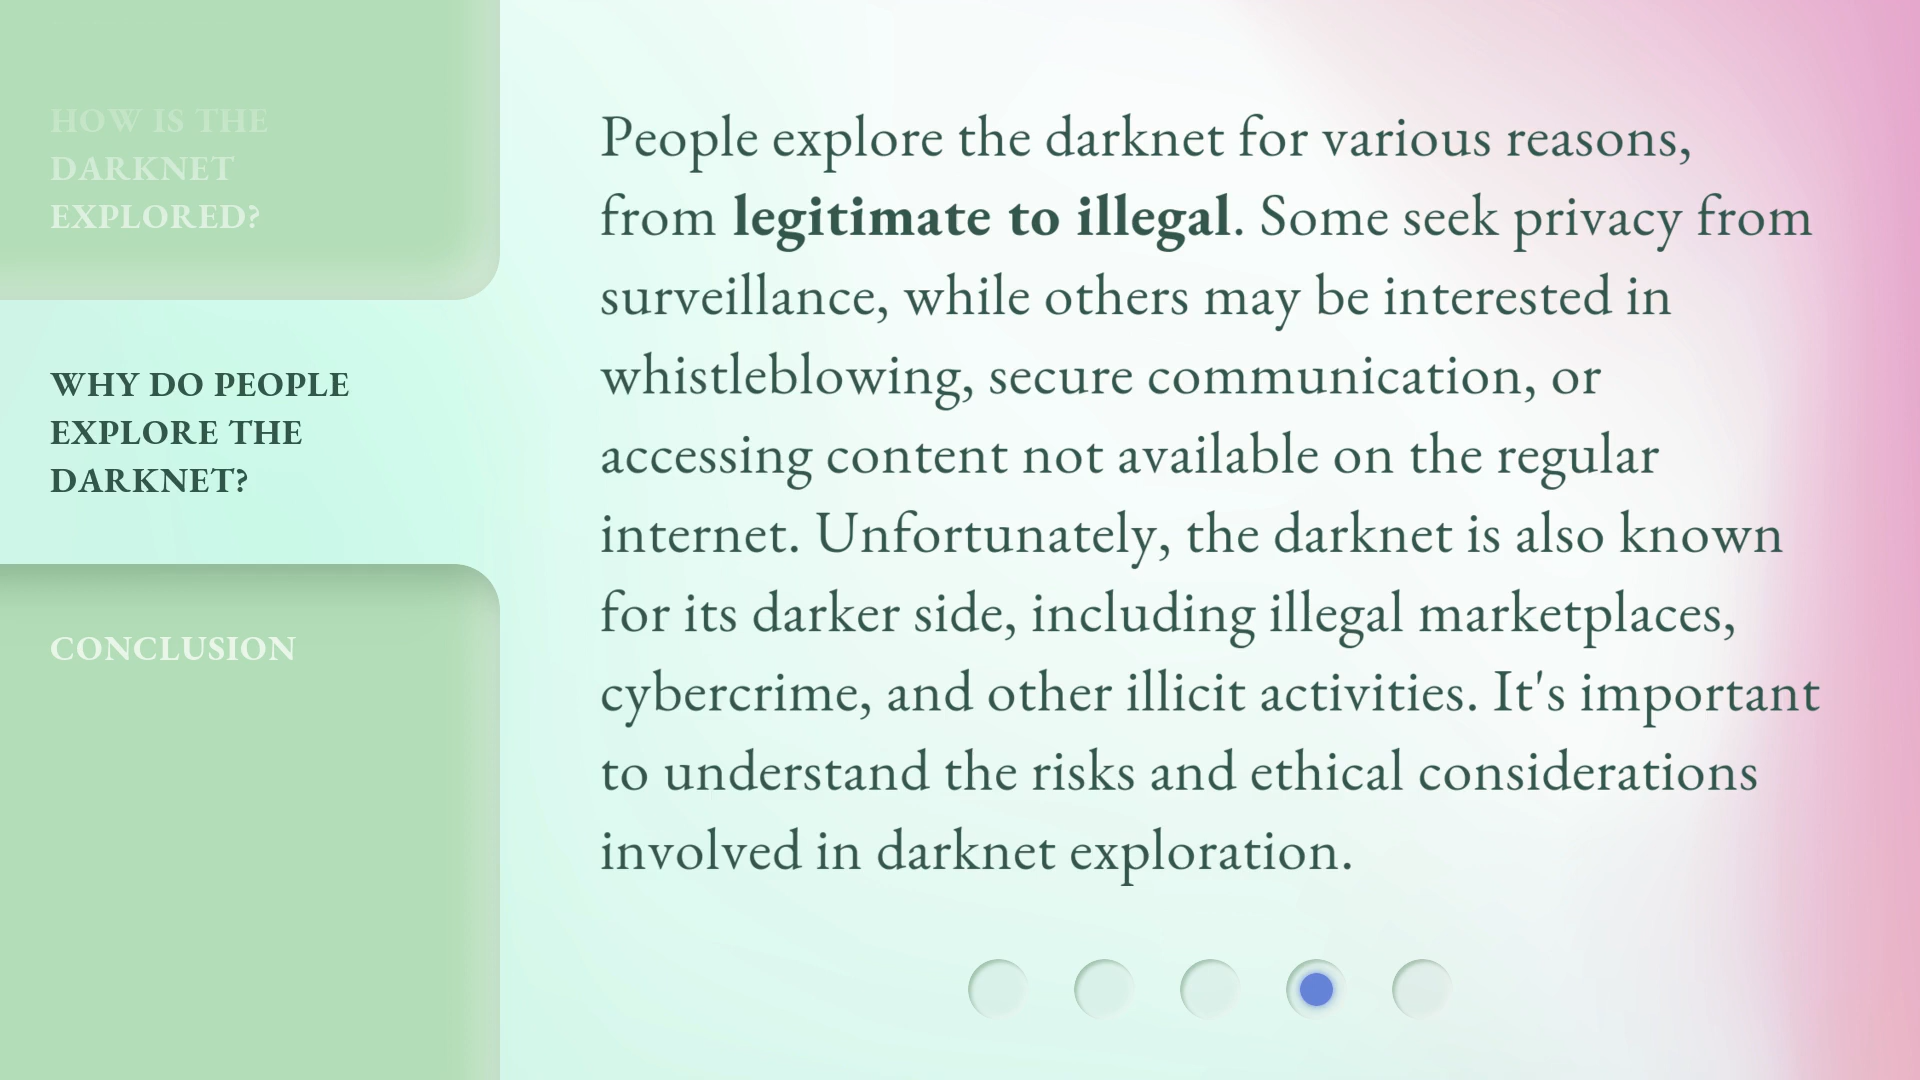 HOW IS THE
DARKNET
EXPLORED?
WHY DO PEOPLE
EXPLORE THE
DARKNET?
CONCLUSION
People explore the darknet for various reasons,
from legitimate to illegal. Some seek privacy from
surveillance, while others may be interested in
whistleblowing, secure communication, or
accessing content not available on the regular
internet. Unfortunately, the darknet is also known
for its darker side, including illegal marketplaces,
cybercrime, and other illicit activities. It's important
to understand the risks and ethical considerations
involved in darknet exploration.